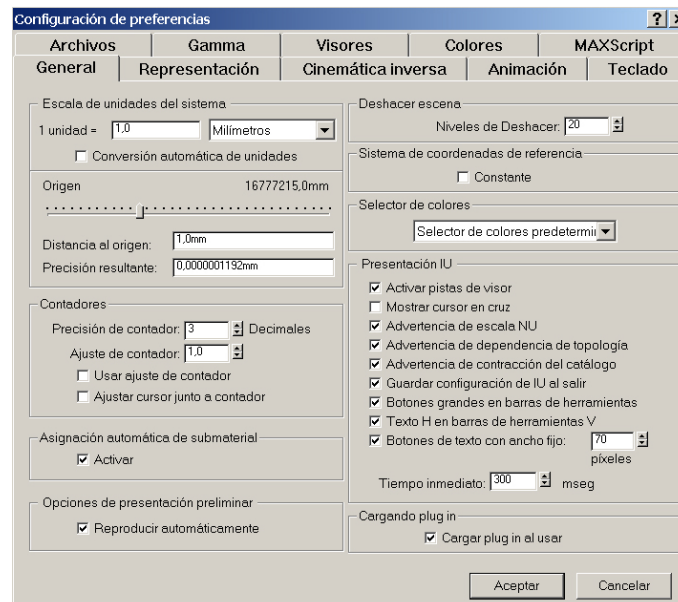 Configuración de preferencias
Archivos Gamma Visores Colores MAXScript
General Representación Cinemática inversa Animación Teclado
Escala de unidades del sistema
1 unidad = 1,0 Milímetros
Conversión automática de unidades
Origen 16777215,0mm
Distancia al origen: 1,0mm
Precisión resultante: 0,0000001192mm
Contadores
Precisión de contador: 3 Decimales
Ajuste de contador: 1,0
Usar ajuste de contador
Ajustar cursor junto a contador
Asignación automática de submaterial
Activar
Opciones de presentación preliminar
Reproducir automáticamente
Deshacer escena
Niveles de Deshacer: 20
Sistema de coordenadas de referencia
Constante
Selector de colores
Selector de colores predetermi
Presentación IU
Activar pistas de visor
Mostrar cursor en cruz
Advertencia de escala NU
Advertencia de dependencia de topología
Advertencia de contracción del catálogo
Guardar configuración de IU al salir
Botones grandes en barras de herramientas
Texto H en barras de herramientas V
Botones de texto con ancho fijo: 70
píxeles
Tiempo inmediato: 300 mseg
Cargando plug in
Cargar plug in al usar
Aceptar Cancelar